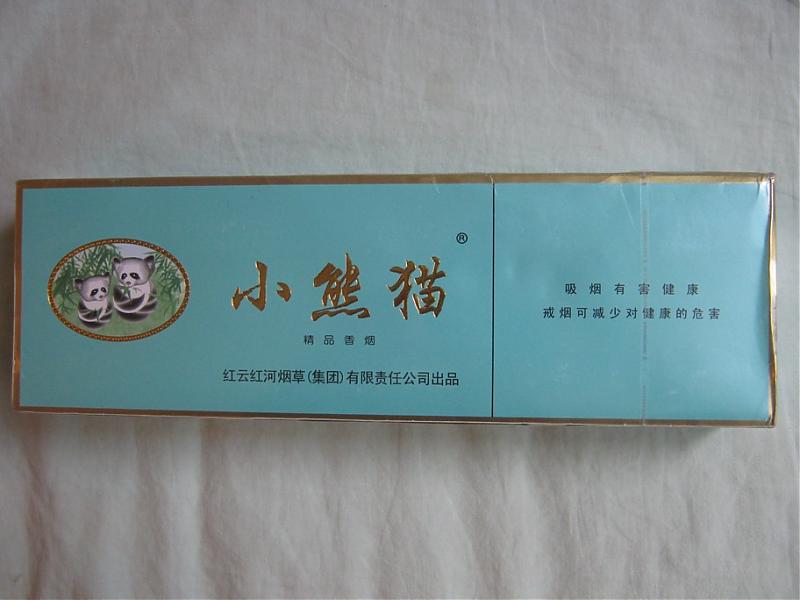 小熊猫®
精品香烟
红云红河烟草(集团)有限责任公司出品
吸烟有害健康
戒烟可减少对健康的危害